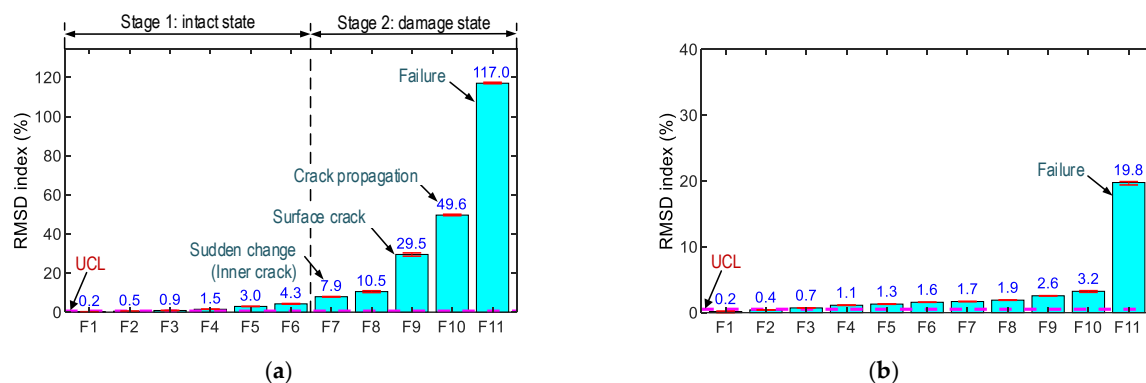 Stage 1: intact state
Stage 2: damage state
RMSD index (%)
120
100
80
60
40
20
0
UCL
0.2
0.5
0.9
1.5
3.0
4.3
7.9
10.5
29.5
49.6
117.0
Sudden change
(Inner crack)
Surface crack
Crack propagation
Failure
F1 F2 F3 F4 F5 F6 F7 F8 F9 F10 F11
(a)
RMSD index (%)
40
30
20
10
0
UCL
0.2
0.4
0.7
1.1
1.3
1.6
1.7
1.9
2.6
3.2
19.8
Failure
F1 F2 F3 F4 F5 F6 F7 F8 F9 F10 F11
(b)